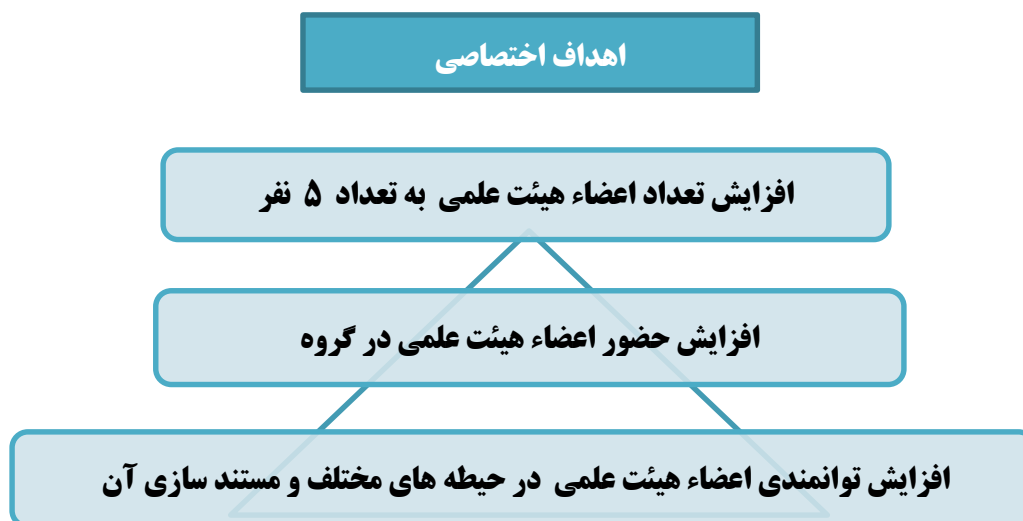 اهداف اختصاصی
افزایش تعداد اعضاء هیئت علمی به تعداد ۵ نفر
افزایش حضور اعضاء هیئت علمی در گروه
افزایش توانمندی اعضاء هیئت علمی در حیطه های مختلف و مستند سازی آن